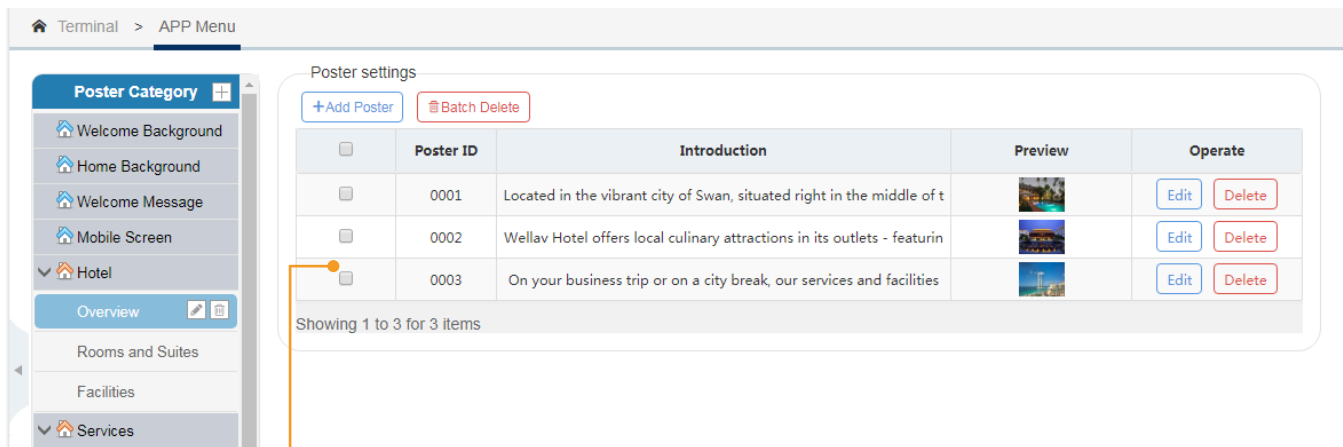 Terminal > APP Menu
Poster Category
Welcome Background
Home Background
Welcome Message
Mobile Screen
Hotel
Overview
Rooms and Suites
Facilities
Services
Poster settings
+Add Poster Batch Delete
Poster ID Introduction Preview Operate
0001 Located in the vibrant city of Swan, situated right in the middle of t Edit Delete
0002 Wellav Hotel offers local culinary attractions in its outlets - featurin Edit Delete
0003 On your business trip or on a city break, our services and facilities Edit Delete
Showing 1 to 3 for 3 items